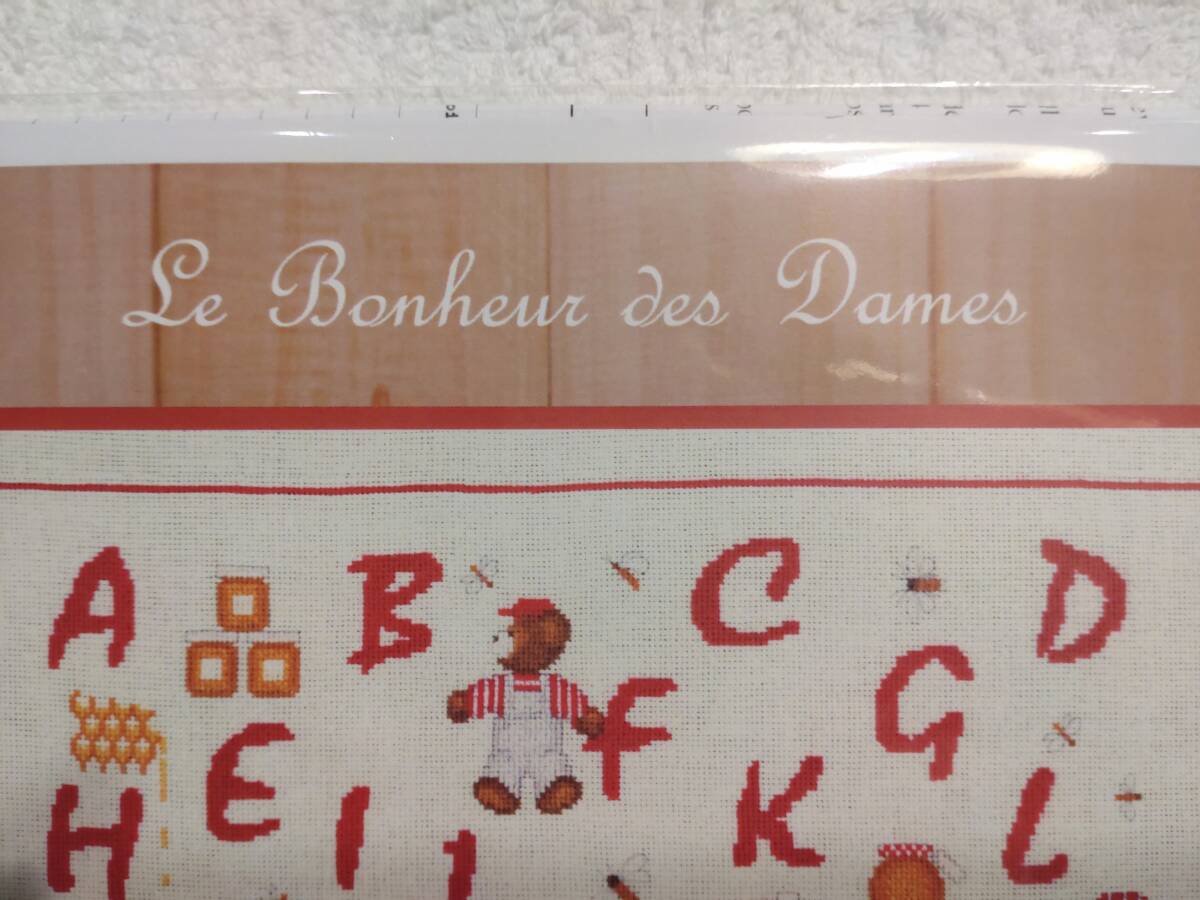 Le Bonheur des Dames
A B C D
E F G
H I J K L